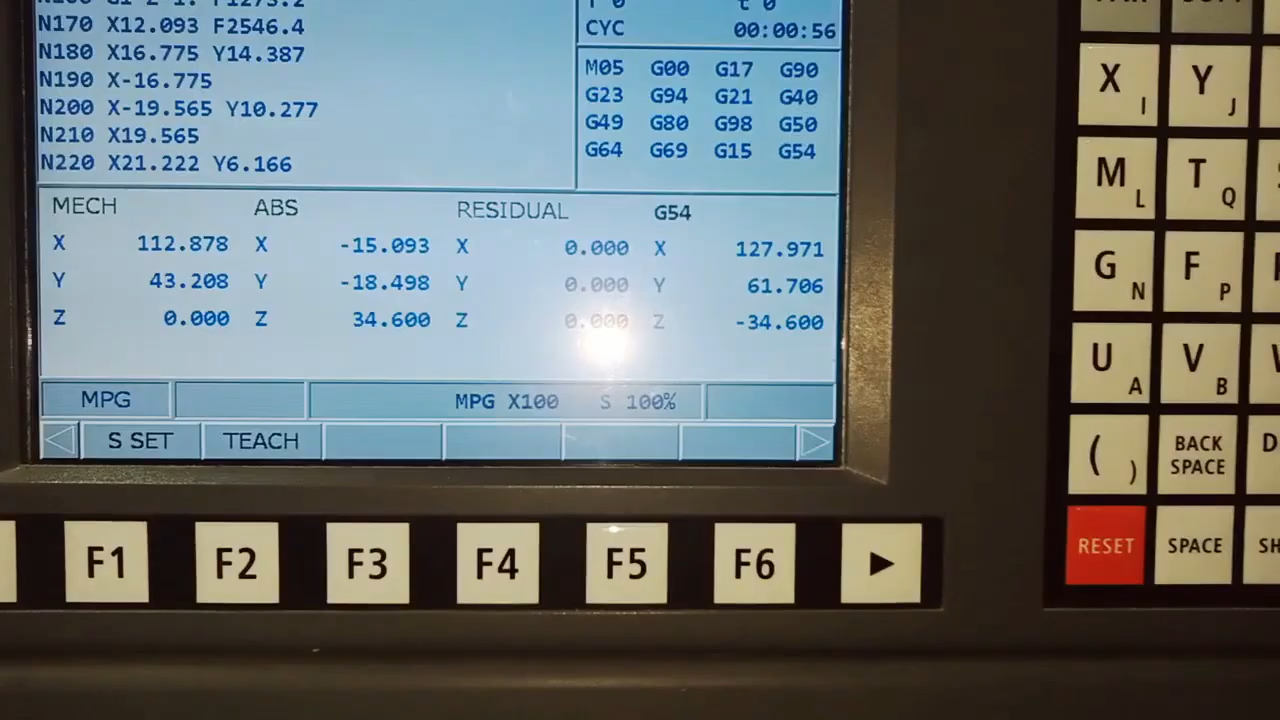 N170 X12.093 F2546.4
N180 X16.775 Y14.387
N190 X-16.775
N200 X-19.565 Y10.277
N210 X19.565
N220 X21.222 Y6.166
T 0 t 0
CYC 00:00:56
M05 G00 G17 G90
G23 G94 G21 G40
G49 G80 G98 G50
G64 G69 G15 G54
MECH ABS RESIDUAL G54
X 112.878 X -15.093 X 0.000 X 127.971
Y 43.208 Y -18.498 Y 0.000 Y 61.706
Z 0.000 Z 34.600 Z 0.000 Z -34.600
MPG MPG X100 S 100%
S SET TEACH
F1 F2 F3 F4 F5 F6
X I Y J
M L T Q
G N F P
U A V B
( ) BACK SPACE
RESET SPACE SH